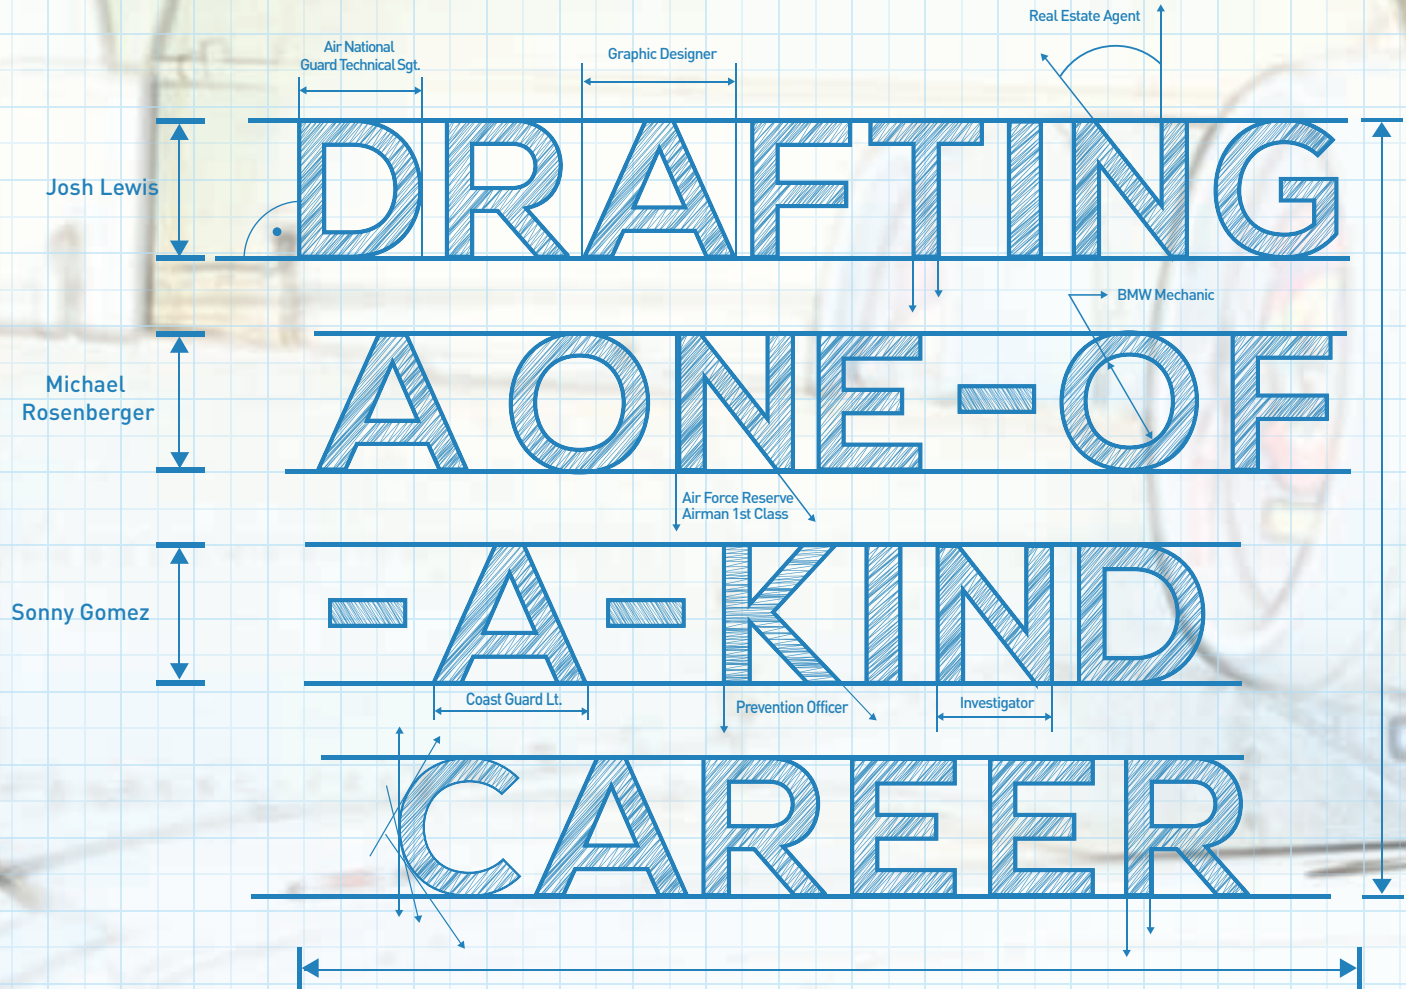 Real Estate Agent
Air National
Guard Technical Sgt.
Graphic Designer
DRAFTING
Josh Lewis
BMW Mechanic
A ONE-OF
Michael
Rosenberger
Air Force Reserve
Airman 1st Class
-A-KIND
Sonny Gomez
Coast Guard Lt.
Prevention Officer
Investigator
CAREER